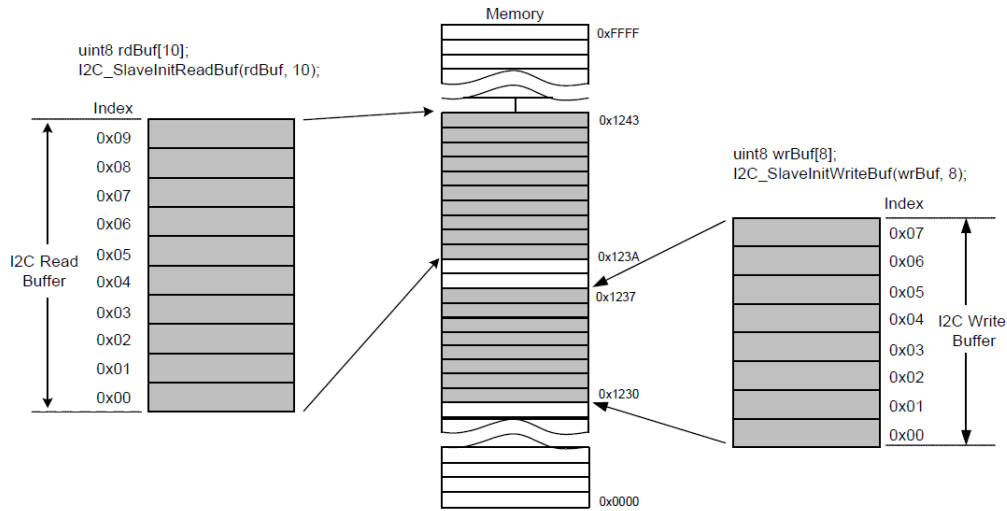 Memory
0xFFFF
uint8 rdBuf[10];
I2C_SlaveInitReadBuf(rdBuf, 10);
Index
0x09
0x08
0x07
0x06
0x05
0x04
0x03
0x02
0x01
0x00
I2C Read
Buffer
0x1243
0x123A
0x1237
0x1230
0x0000
uint8 wrBuf[8];
I2C_SlaveInitWriteBuf(wrBuf, 8);
Index
0x07
0x06
0x05
0x04
0x03
0x02
0x01
0x00
I2C Write
Buffer